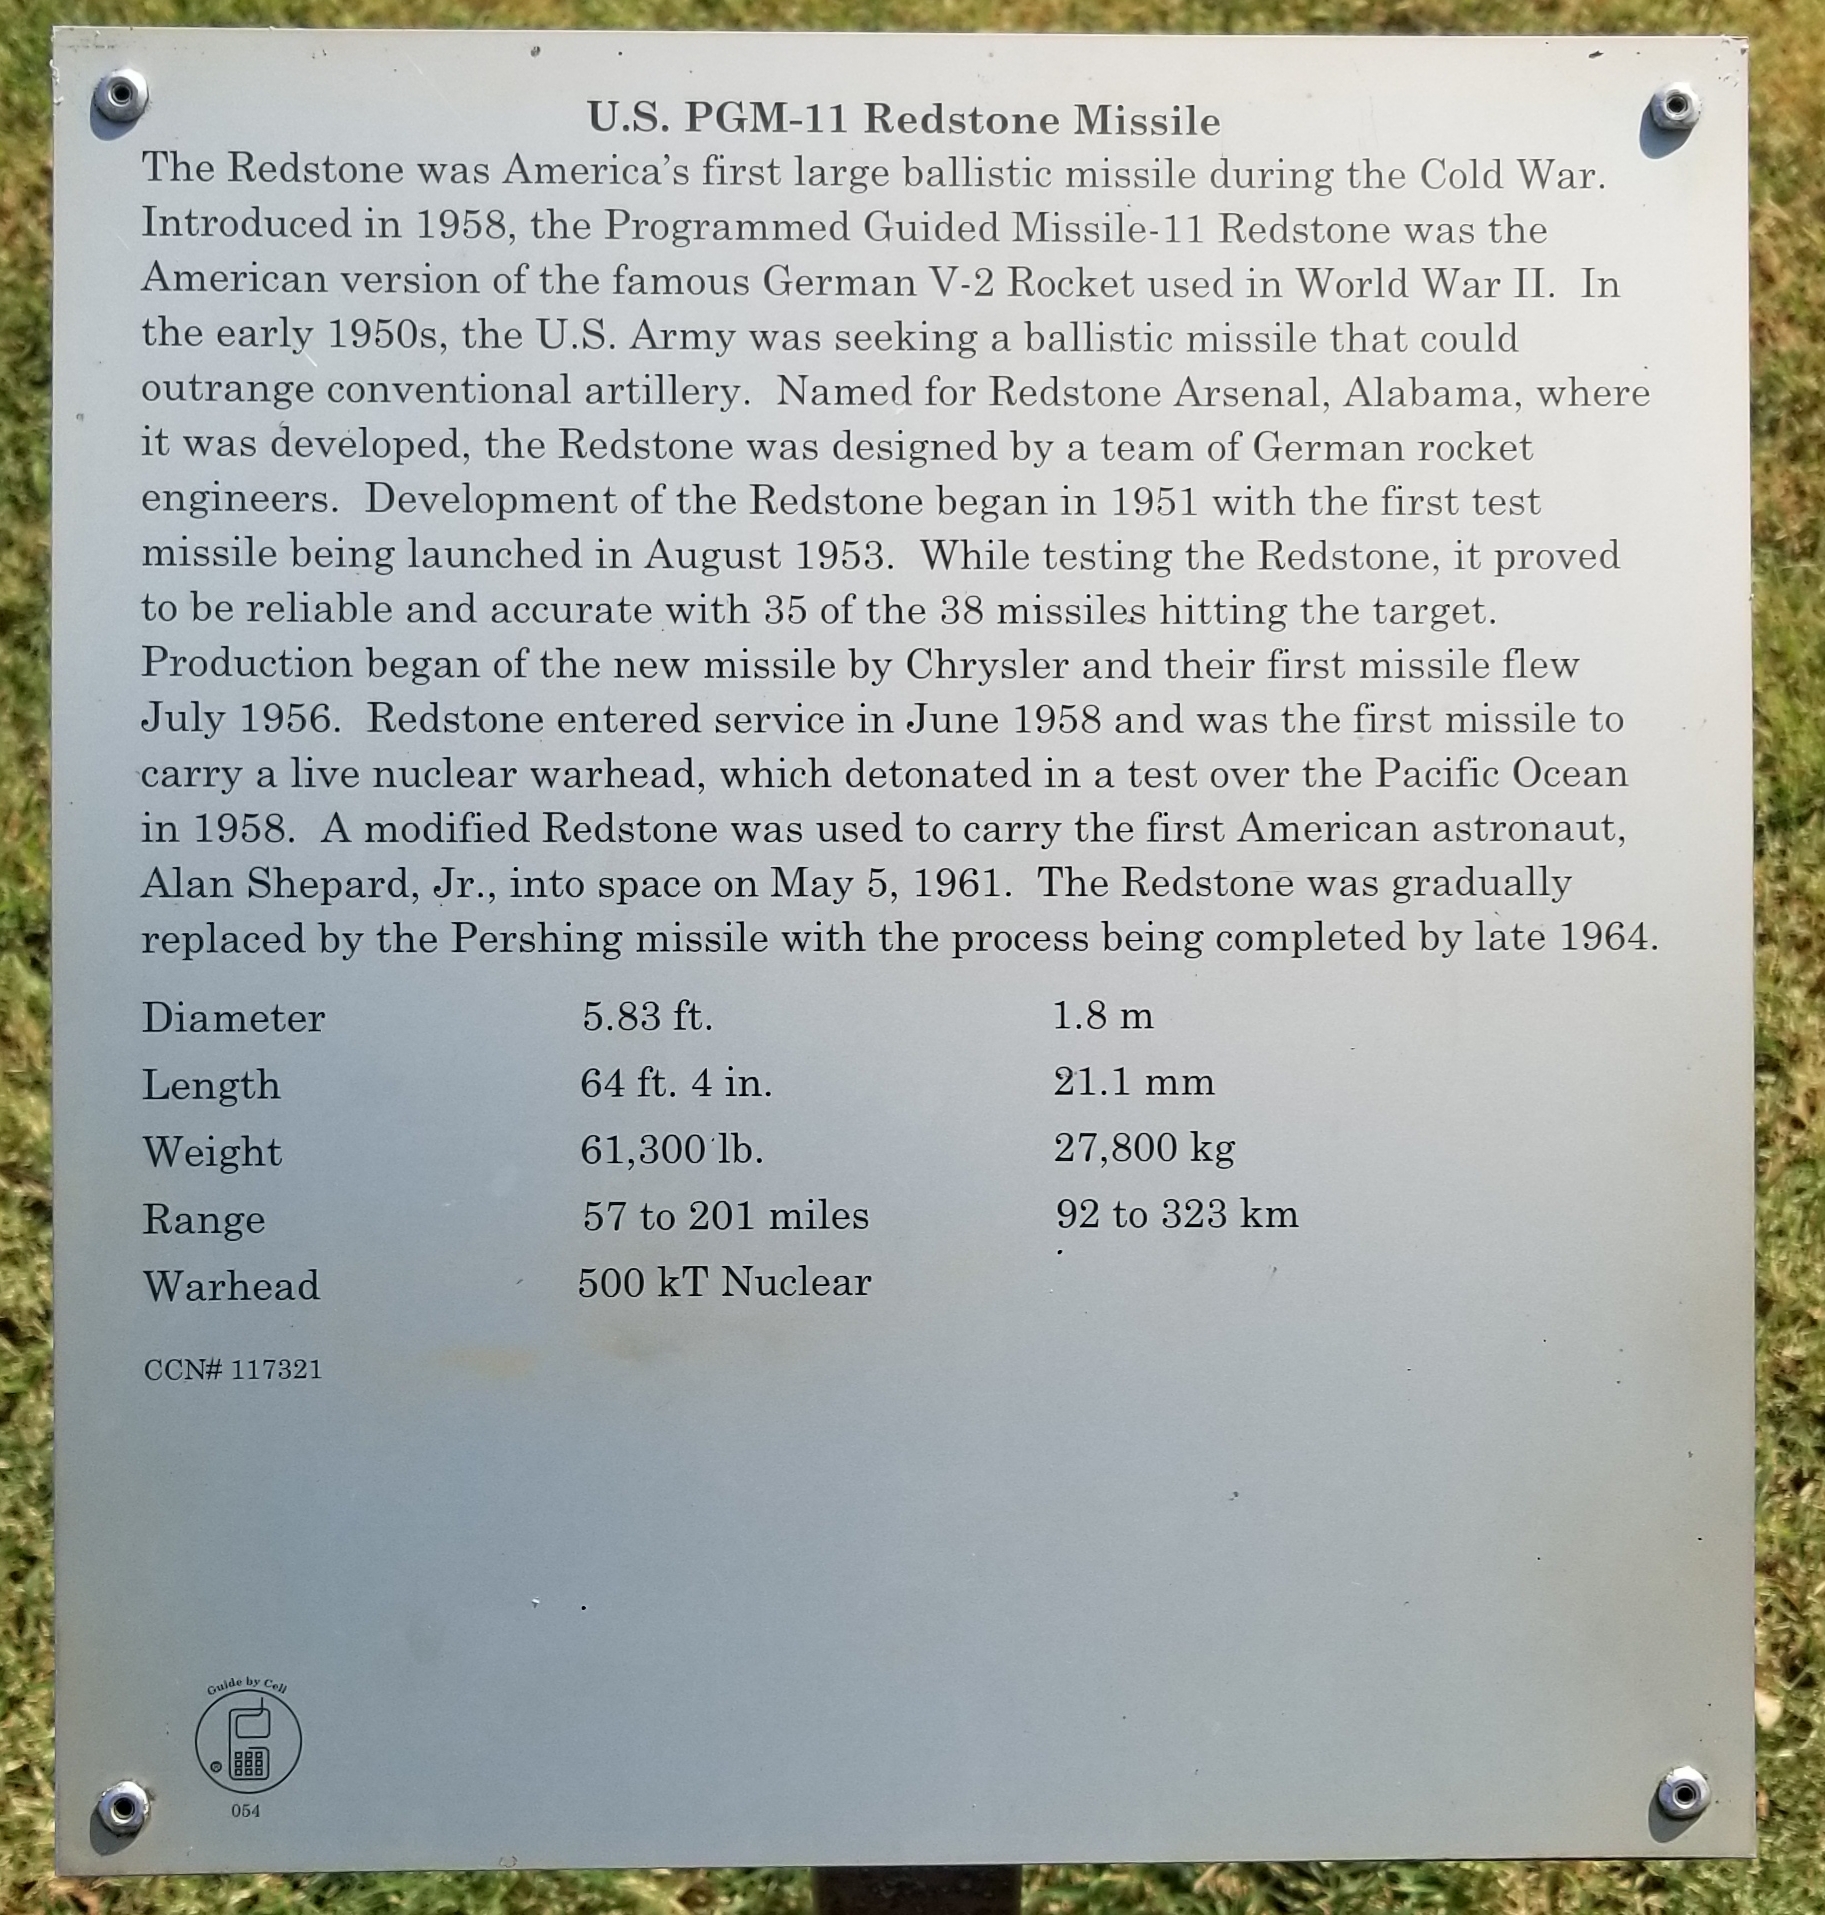 U.S. PGM-11 Redstone Missile
The Redstone was America's first large ballistic missile during the Cold War.
Introduced in 1958, the Programmed Guided Missile-11 Redstone was the
American version of the famous German V-2 Rocket used in World War II.  In
the early 1950s, the U.S. Army was seeking a ballistic missile that could
outrange conventional artillery.  Named for Redstone Arsenal, Alabama, where
it was developed, the Redstone was designed by a team of German rocket
engineers.  Development of the Redstone began in 1951 with the first test
missile being launched in August 1953.  While testing the Redstone, it proved
to be reliable and accurate with 35 of the 38 missiles hitting the target.
Production began of the new missile by Chrysler and their first missile flew
July 1956.  Redstone entered service in June 1958 and was the first missile to
carry a live nuclear warhead, which detonated in a test over the Pacific Ocean
in 1958.  A modified Redstone was used to carry the first American astronaut,
Alan Shepard, Jr., into space on May 5, 1961.  The Redstone was gradually
replaced by the Pershing missile with the process being completed by late 1964.
Diameter 5.83 ft. 1.8 m
Length 64 ft. 4 in. 21.1 mm
Weight 61,300 lb. 27,800 kg
Range 57 to 201 miles 92 to 323 km
Warhead 500 kT Nuclear
CCN# 117321
Guide by Cell
054